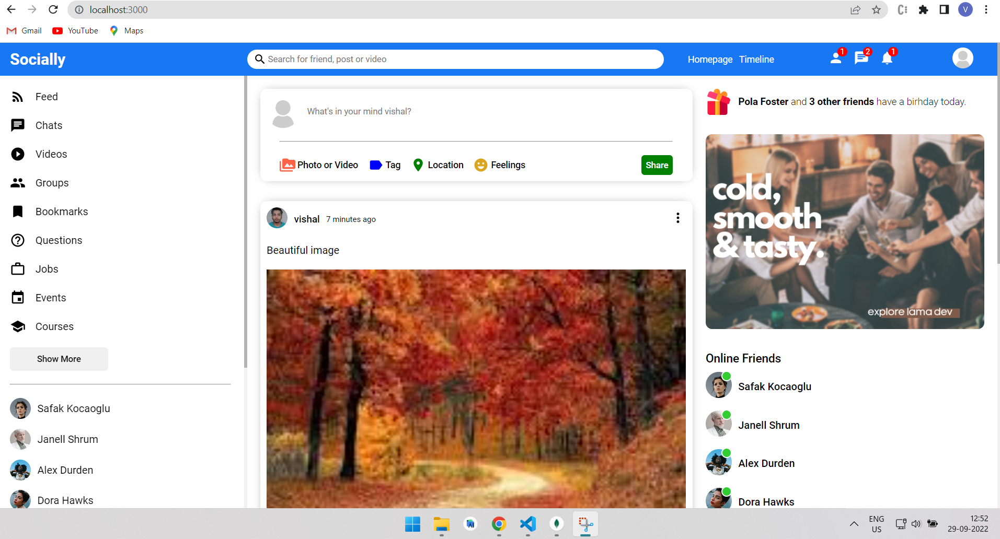 localhost:3000
V
Gmail
YouTube
Maps
Socially
Search for friend, post or video
Homepage
Timeline
1
2
1
Feed
Chats
Videos
Groups
Bookmarks
Questions
Jobs
Events
Courses
Show More
Safak Kocaoglu
Janell Shrum
Alex Durden
Dora Hawks
What's in your mind vishal?
Photo or Video
Tag
Location
Feelings
Share
vishal 7 minutes ago
Beautiful image
Pola Foster and 3 other friends have a birhday today.
cold,
smooth
& tasty.
explore lama dev
Online Friends
Safak Kocaoglu
Janell Shrum
Alex Durden
Dora Hawks
ENG
US
12:52
29-09-2022